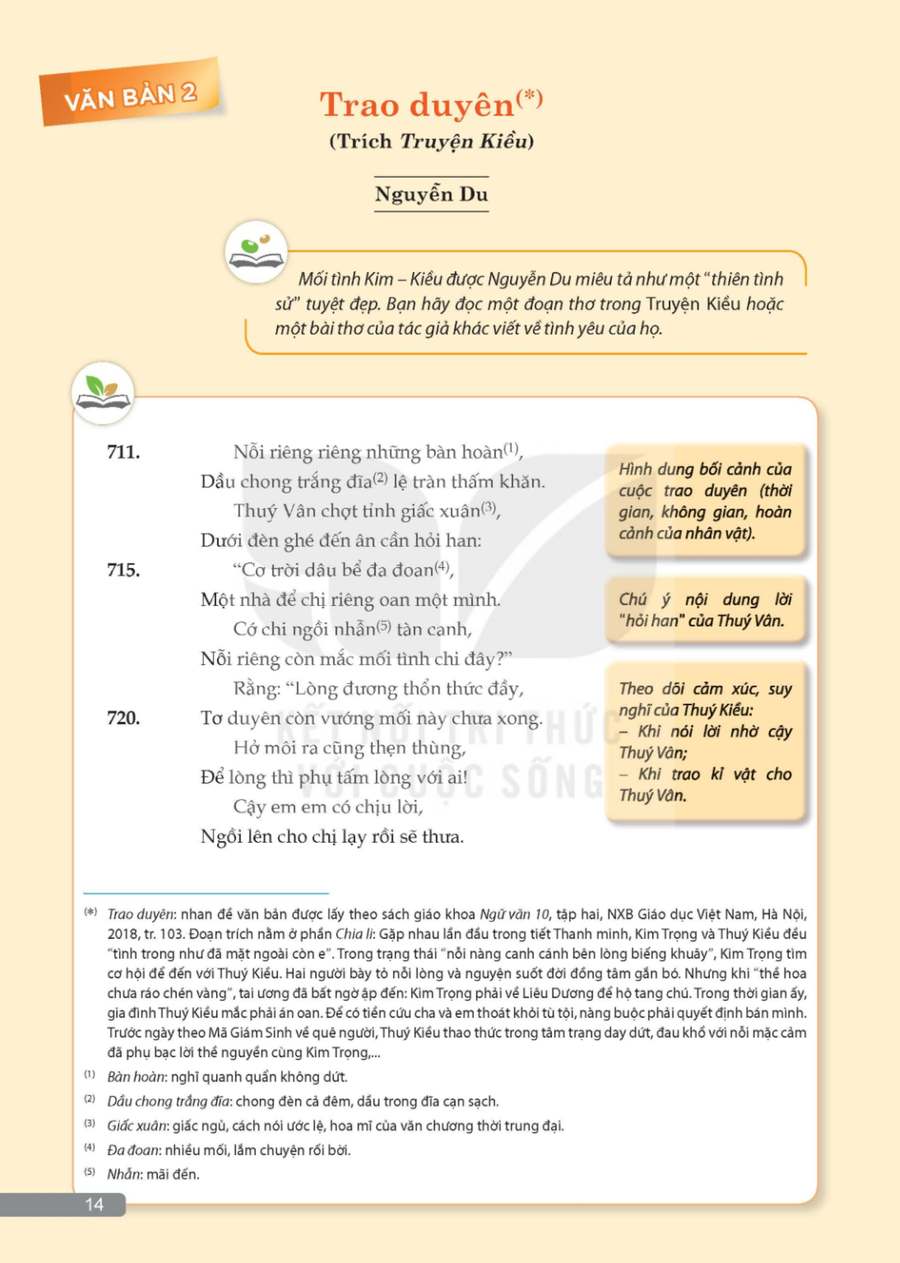 VĂN BẢN 2
Trao duyên(*)
(Trích Truyện Kiều)
Nguyễn Du
Mối tình Kim – Kiều được Nguyễn Du miêu tả như một “thiên tình
sử” tuyệt đẹp. Bạn hãy đọc một đoạn thơ trong Truyện Kiều hoặc
một bài thơ của tác giả khác viết về tình yêu của họ.
711. Nỗi riêng riêng những bàn hoàn(1),
Dầu chong trắng đĩa(2) lệ tràn thấm khăn.
Thuý Vân chợt tỉnh giấc xuân(3),
Dưới đèn ghé đến ân cần hỏi han:
715. “Cơ trời dâu bể đa đoan(4),
Một nhà để chị riêng oan một mình.
Cớ chi ngồi nhẫn(5) tàn canh,
Nỗi riêng còn mắc mối tình chi đây?”
Rằng: “Lòng đương thổn thức đầy,
720. Tơ duyên còn vướng mối này chưa xong.
Hở môi ra cũng thẹn thùng,
Để lòng thì phụ tấm lòng với ai!
Cậy em em có chịu lời,
Ngồi lên cho chị lạy rồi sẽ thưa.
Hình dung bối cảnh của
cuộc trao duyên (thời
gian, không gian, hoàn
cảnh của nhân vật).
Chú ý nội dung lời
“hỏi han” của Thuý Vân.
Theo dõi cảm xúc, suy
nghĩ của Thuý Kiều:
– Khi nói lời nhờ cậy
Thuý Vân;
– Khi trao kỉ vật cho
Thuý Vân.
KẾT NỐI TRI THỨC
VỚI CUỘC SỐNG
(*) Trao duyên: nhan đề văn bản được lấy theo sách giáo khoa Ngữ văn 10, tập hai, NXB Giáo dục Việt Nam, Hà Nội,
2018, tr. 103. Đoạn trích nằm ở phần Chia li: Gặp nhau lần đầu trong tiết Thanh minh, Kim Trọng và Thuý Kiều đều
“tình trong như đã mặt ngoài còn e”. Trong trạng thái “nỗi nàng canh cánh bên lòng biếng khuây”, Kim Trọng tìm
cơ hội để đến với Thuý Kiều. Hai người bày tỏ nỗi lòng và nguyện suốt đời đồng tâm gắn bó. Nhưng khi “thề hoa
chưa ráo chén vàng”, tai ương đã bất ngờ ập đến: Kim Trọng phải về Liêu Dương để hộ tang chú. Trong thời gian ấy,
gia đình Thuý Kiều mắc phải án oan. Để có tiền cứu cha và em thoát khỏi tù tội, nàng buộc phải quyết định bán mình.
Trước ngày theo Mã Giám Sinh về quê người, Thuý Kiều thao thức trong tâm trạng day dứt, đau khổ với nỗi mặc cảm
đã phụ bạc lời thề nguyền cùng Kim Trọng,...
(1) Bàn hoàn: nghĩ quanh quẩn không dứt.
(2) Dầu chong trắng đĩa: chong đèn cả đêm, dầu trong đĩa cạn sạch.
(3) Giấc xuân: giấc ngủ, cách nói ước lệ, hoa mĩ của văn chương thời trung đại.
(4) Đa đoan: nhiều mối, lắm chuyện rối bời.
(5) Nhẫn: mãi đến.
14